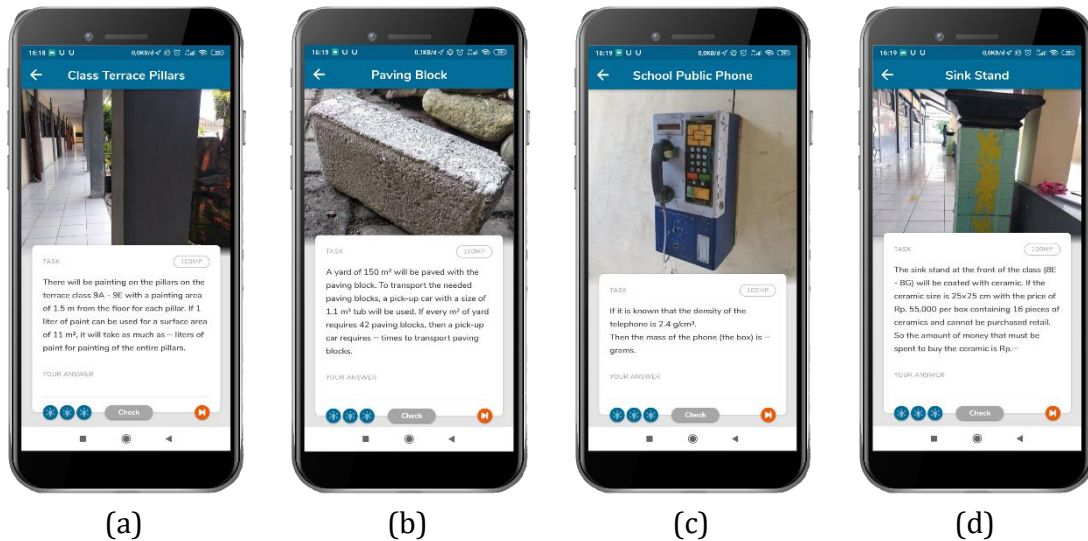 16:18
Class Terrace Pillars
TASK
100MP
There will be painting on the pillars on the
terrace class 9A - 9E with a painting area
of 1.5 m from the floor for each pillar. If 1
liter of paint can be used for a surface area
of 11 m², it will take as much as ··· liters of
paint for painting of the entire pillars.
YOUR ANSWER
Check
(a)
16:19
Paving Block
TASK
100MP
A yard of 150 m² will be paved with the
paving block. To transport the needed
paving blocks, a pick-up car with a size of
1.1 m³ tub will be used. If every m² of yard
requires 42 paving blocks, then a pick-up
car requires ··· times to transport paving
blocks.
YOUR ANSWER
Check
(b)
16:19
School Public Phone
TASK
100MP
If it is known that the density of the
telephone is 2.4 g/cm³.
Then the mass of the phone (the box) is ···
grams.
YOUR ANSWER
Check
(c)
16:19
Sink Stand
TASK
100MP
The sink stand at the front of the class (8E
- 8G) will be coated with ceramic. If the
ceramic size is 25×25 cm with the price of
Rp. 55,000 per box containing 16 pieces of
ceramics and cannot be purchased retail.
So the amount of money that must be
spent to buy the ceramic is Rp.···
YOUR ANSWER
Check
(d)